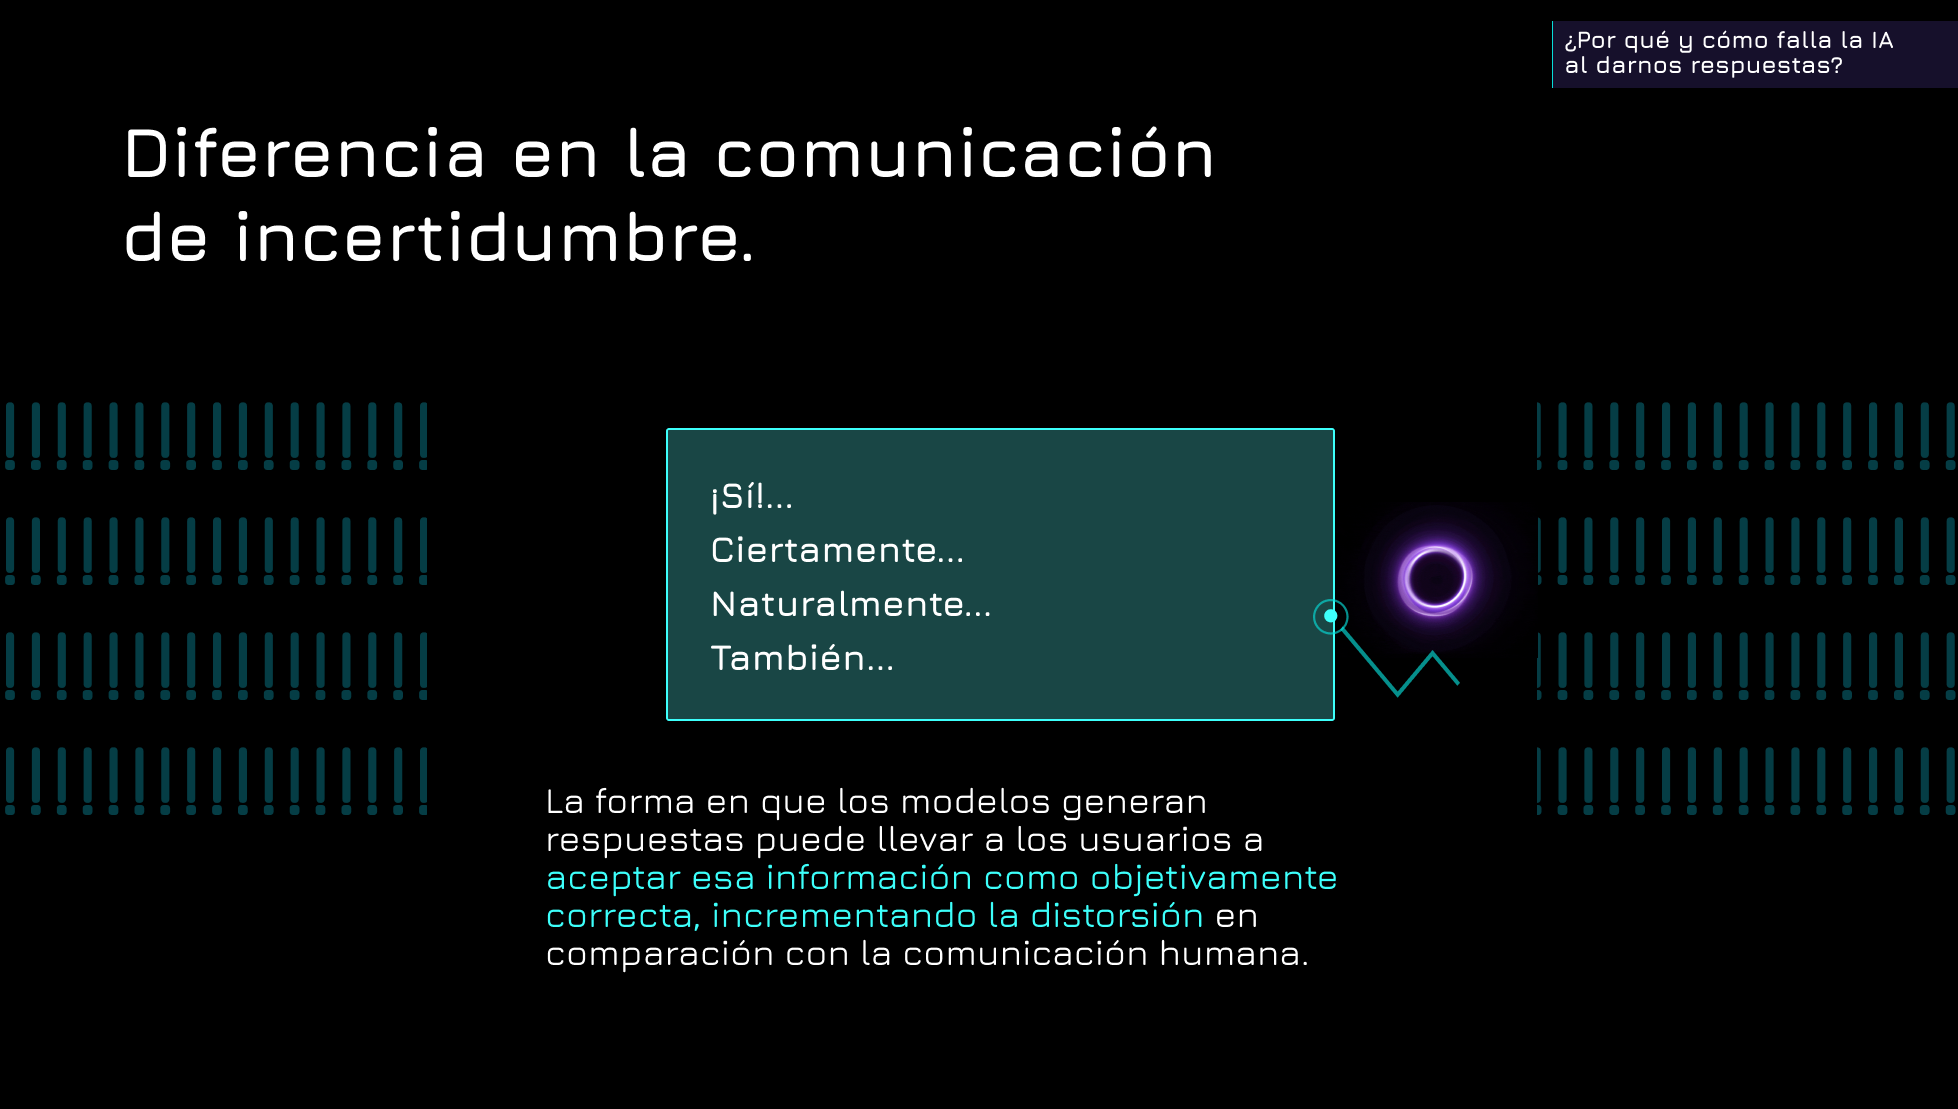 ¿Por qué y cómo falla la IA
al darnos respuestas?
Diferencia en la comunicación
de incertidumbre.
¡Sí!...
Ciertamente...
Naturalmente...
También...
La forma en que los modelos generan
respuestas puede llevar a los usuarios a
aceptar esa información como objetivamente
correcta, incrementando la distorsión en
comparación con la comunicación humana.